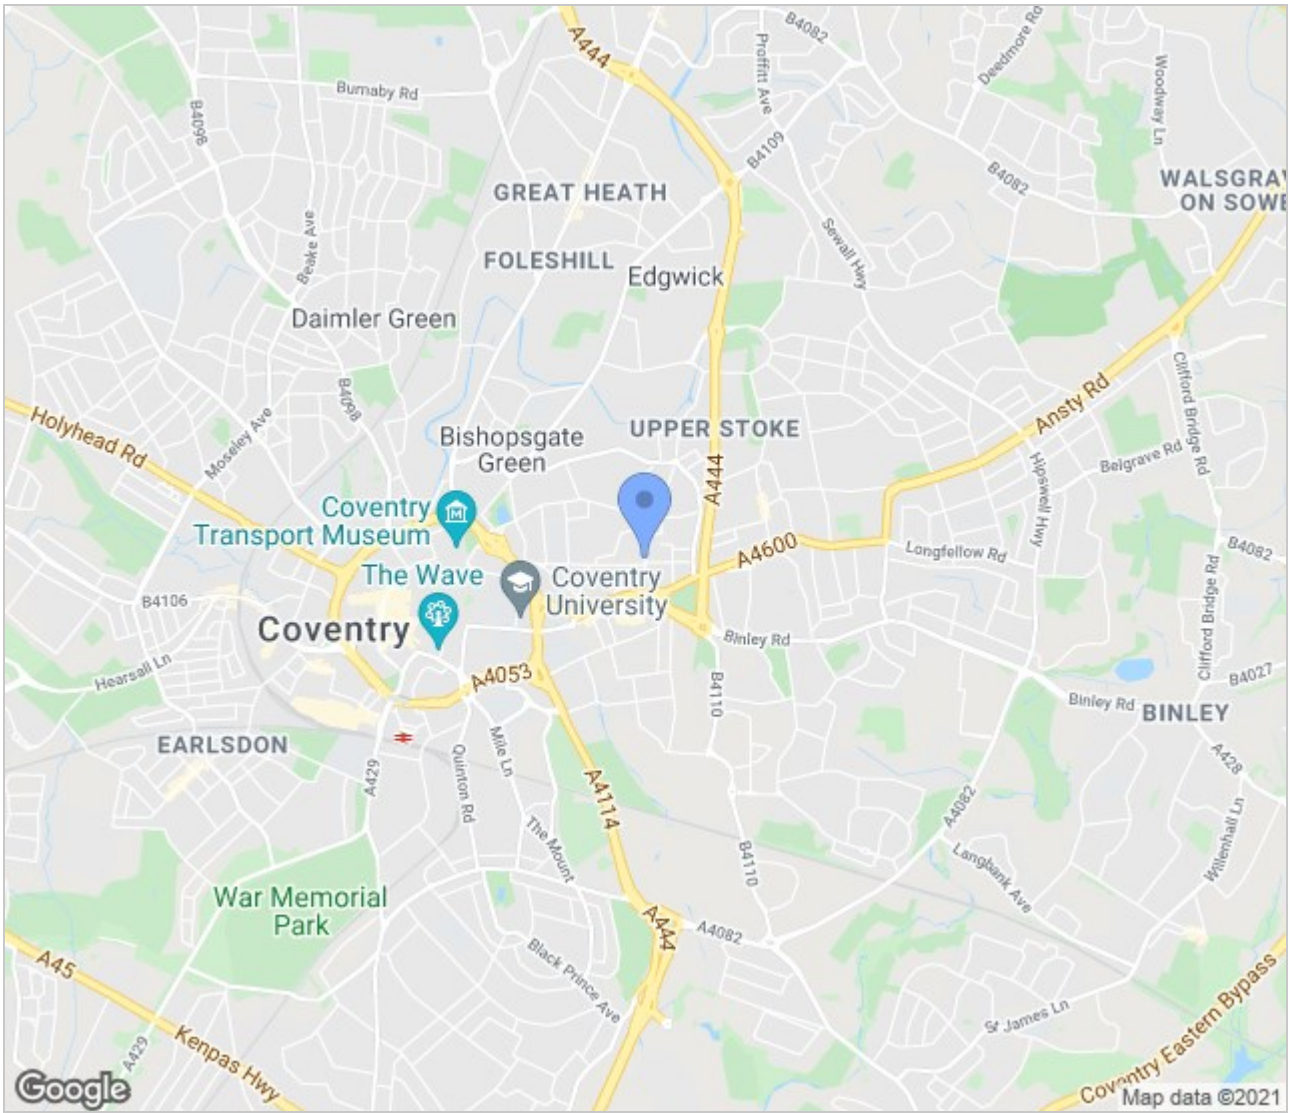 A444
B4082
Deedmore Rd
Proffitt Ave
Woodway Ln
Burnaby Rd
B4098
B4109
B4082
WALSGRAV
ON SOWE
GREAT HEATH
Beake Ave
Sewall Hwy
FOLESHILL
Edgwick
Daimler Green
B4098
Clifford Bridge Rd
Ansty Rd
Holyhead Rd
Moseley Ave
UPPER STOKE
Bishopsgate
Green
Hipswell Hwy
Belgrave Rd
A444
Coventry
Transport Museum
A4600
Longfellow Rd
B4082
The Wave
Coventry
University
B4106
Clifford Bridge Rd
Coventry
Binley Rd
Hearsall Ln
A4053
B4110
B4027
Binley Rd
BINLEY
EARLSDON
Mile Ln
Quinton Rd
A429
A428
A4114
A4082
Willenhall Ln
The Mount
B4110
Langbank Ave
War Memorial
Park
A444
A4082
A45
Black Prince Ave
St James Ln
Coventry Eastern Bypass
A429
Kenpas Hwy
Google
Map data ©2021